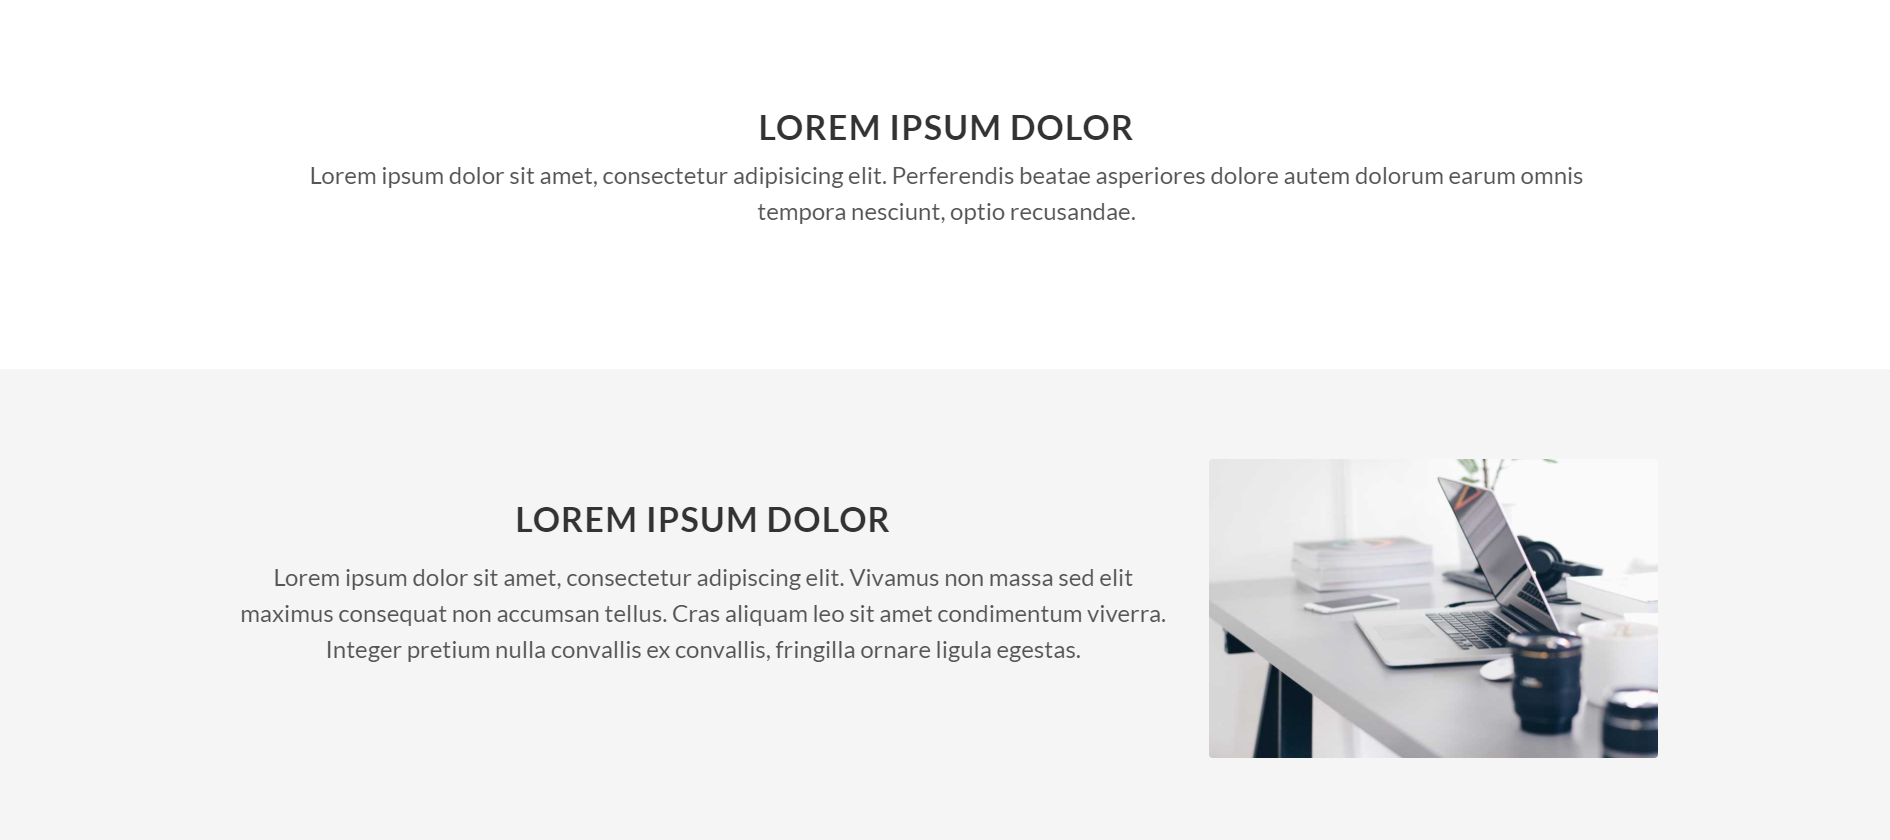 LOREM IPSUM DOLOR
Lorem ipsum dolor sit amet, consectetur adipisicing elit. Perferendis beatae asperiores dolore autem dolorum earum omnis
tempora nesciunt, optio recusandae.
LOREM IPSUM DOLOR
Lorem ipsum dolor sit amet, consectetur adipiscing elit. Vivamus non massa sed elit
maximus consequat non accumsan tellus. Cras aliquam leo sit amet condimentum viverra.
Integer pretium nulla convallis ex convallis, fringilla ornare ligula egestas.